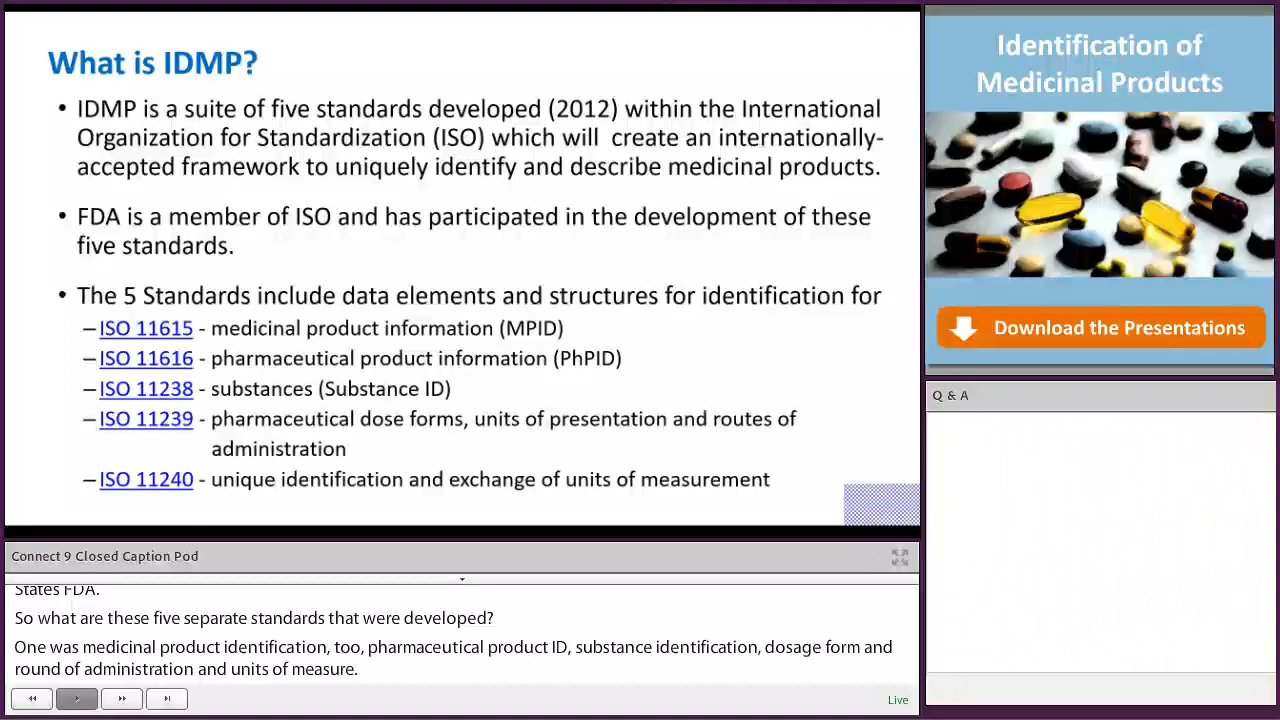 What is IDMP?
• IDMP is a suite of five standards developed (2012) within the International
Organization for Standardization (ISO) which will create an internationally-
accepted framework to uniquely identify and describe medicinal products.
• FDA is a member of ISO and has participated in the development of these
five standards.
• The 5 Standards include data elements and structures for identification for
– ISO 11615 - medicinal product information (MPID)
– ISO 11616 - pharmaceutical product information (PhPID)
– ISO 11238 - substances (Substance ID)
– ISO 11239 - pharmaceutical dose forms, units of presentation and routes of
administration
– ISO 11240 - unique identification and exchange of units of measurement
Identification of
Medicinal Products
Download the Presentations
Q & A
Connect 9 Closed Caption Pod
States FDA.
So what are these five separate standards that were developed?
One was medicinal product identification, too, pharmaceutical product ID, substance identification, dosage form and
round of administration and units of measure.
Live